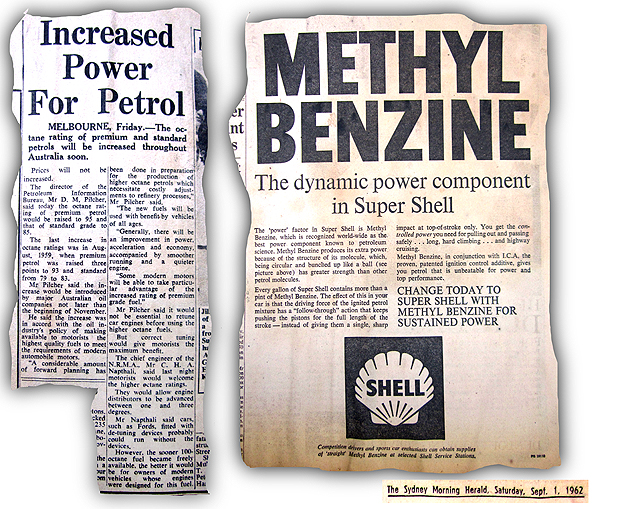 Increased
Power
For Petrol
MELBOURNE, Friday.—The oc-
tane rating of premium and standard
petrols will be increased throughout
Australia soon.
Prices will not be
increased.
The director of the
Petroleum Information
Bureau, Mr D. M. Pilcher,
said today the octane rat-
ing of premium petrol
would be raised to 95 and
that of standard grade to
85.
The last increase in
octane ratings was in Aug-
ust, 1959, when premium
petrol was raised three
points to 93 and standard
from 79 to 83.
Mr Pilcher said the in-
crease would be introduced
by major Australian oil
companies not later than
the beginning of November.
He said the increase was
in accord with the oil in-
dustry's policy of making
available to motorists the
highest quality fuels to meet
the requirements of modern
automobile motors.
"A considerable amount
of forward planning has
been done in preparation
for the production of
higher octane petrols which
necessitate costly adjust-
ments to refinery processes,"
Mr Pilcher said.
"The new fuels will be
used with benefit by vehicles
of all ages.
"Generally, there will be
an improvement in power,
acceleration and economy,
accompanied by smoother
running and a quieter
engine.
"Some modern motors
will be able to take particu-
lar advantage of the
increased rating of premium
grade fuel."
Mr Pilcher said it would
not be essential to retune
car engines before using the
higher octane fuels.
But correct tuning
would give motorists the
maximum benefit.
The chief engineer of the
N.R.M.A., Mr C. H. A.
Napthali, said last night
motorists would welcome
the higher octane ratings.
They would allow engine
distributors to be advanced
between one and three
degrees.
Mr Napthali said cars,
such as Fords, fitted with
de-tuning devices probably
could run without the
devices.
However, the sooner 100-
octane fuel became freely
available, the better it would
be for owners of modern
vehicles whose engines
were designed for this fuel.
METHYL
BENZINE
The dynamic power component
in Super Shell
The 'power' factor in Super Shell is Methyl
Benzine, which is recognized world-wide as the
best power component known to petroleum
science. Methyl Benzine produces its extra power
because of the structure of its molecule, which,
being circular and bunched up like a ball (see
picture above) has greater strength than other
petrol molecules.
Every gallon of Super Shell contains more than a
pint of Methyl Benzine. The effect of this in your
car is that the driving force of the ignited petrol
mixture has a "follow-through" action that keeps
pushing the pistons for the full length of the
stroke — instead of giving them a single, sharp
impact at top-of-stroke only. You get the con-
trolled power you need for pulling out and passing
safely . . . long, hard climbing . . . and highway
cruising.
Methyl Benzine, in conjunction with I.C.A., the
proven, patented ignition control additive, gives
you petrol that is unbeatable for power and
top performance.
CHANGE TODAY TO
SUPER SHELL WITH
METHYL BENZINE FOR
SUSTAINED POWER
SHELL
Competition drivers and sports car enthusiasts can obtain supplies
of 'straight' Methyl Benzine at selected Shell Service Stations.
The Sydney Morning Herald, Saturday, Sept. 1, 1962